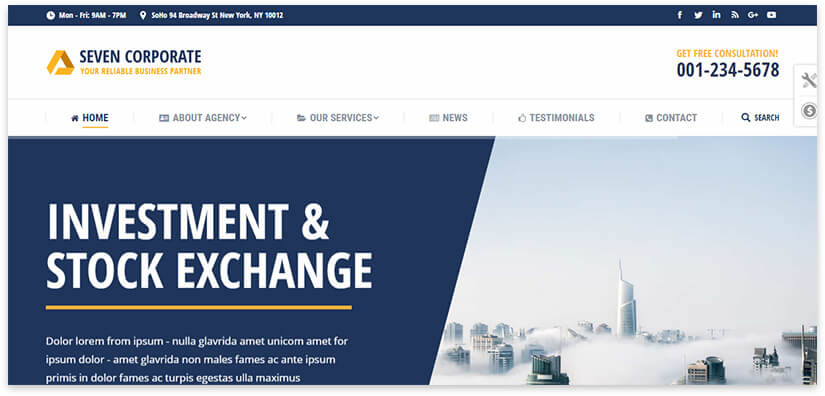 Mon - Fri: 9AM - 7PM SoHo 94 Broadway St New York, NY 10012
SEVEN CORPORATE
YOUR RELIABLE BUSINESS PARTNER
GET FREE CONSULTATION!
001-234-5678
HOME ABOUT AGENCY OUR SERVICES NEWS TESTIMONIALS CONTACT SEARCH
INVESTMENT &
STOCK EXCHANGE
Dolor lorem from ipsum - nulla glavrida amet unicom amet for
ipsum dolor - amet glavrida non males fames ac ante ipsum
primis in dolor fames ac turpis egestas ulla maximus